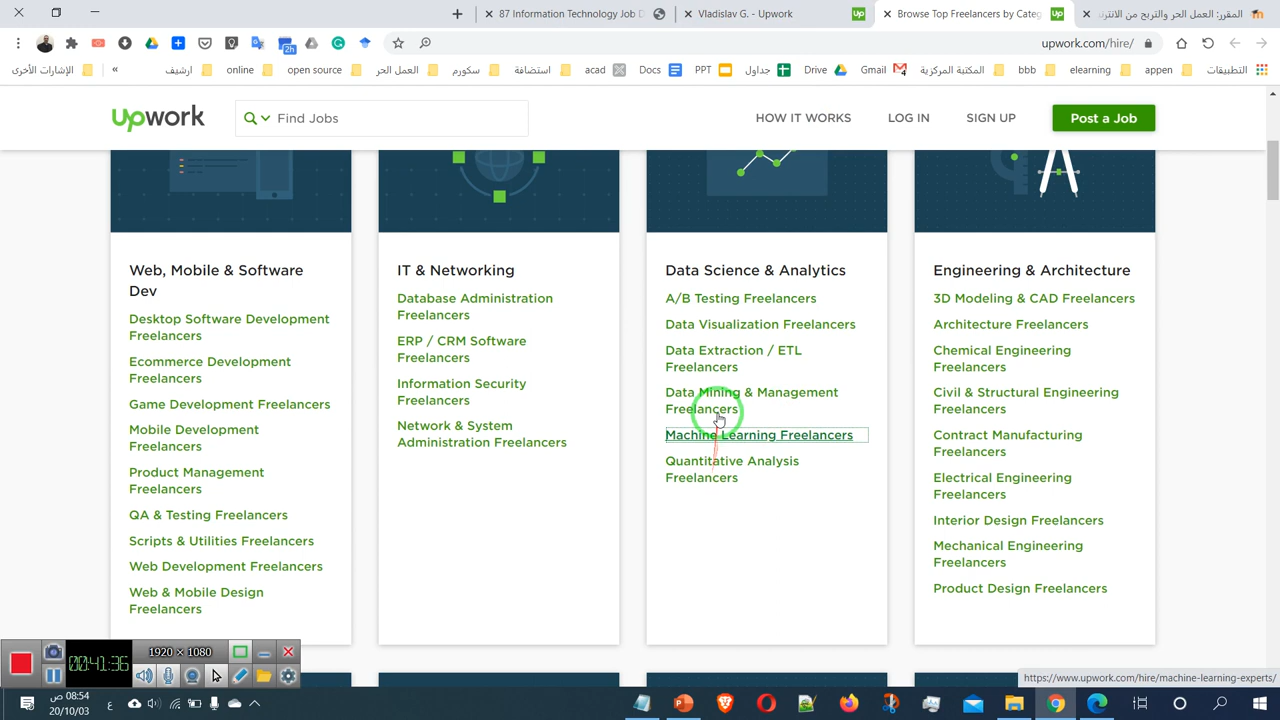 87 Information Technology Job D
Vladislav G. - Upwork
Browse Top Freelancers by Categ
المقرر: العمل الحر والتربح من الانترنت
2h
upwork.com/hire/
الإشارات الأخرى
»
ارشيف
online
open source
العمل الحر
سكورم
استضافة
acad
Docs
PPT
جداول
Drive
Gmail
المكتبة المركزية
bbb
elearning
appen
التطبيقات
upwork
Find Jobs
HOW IT WORKS
LOG IN
SIGN UP
Post a Job
Web, Mobile & Software
Dev
Desktop Software Development
Freelancers
Ecommerce Development
Freelancers
Game Development Freelancers
Mobile Development
Freelancers
Product Management
Freelancers
QA & Testing Freelancers
Scripts & Utilities Freelancers
Web Development Freelancers
Web & Mobile Design
Freelancers
IT & Networking
Database Administration
Freelancers
ERP / CRM Software
Freelancers
Information Security
Freelancers
Network & System
Administration Freelancers
Data Science & Analytics
A/B Testing Freelancers
Data Visualization Freelancers
Data Extraction / ETL
Freelancers
Data Mining & Management
Freelancers
Machine Learning Freelancers
Quantitative Analysis
Freelancers
Engineering & Architecture
3D Modeling & CAD Freelancers
Architecture Freelancers
Chemical Engineering
Freelancers
Civil & Structural Engineering
Freelancers
Contract Manufacturing
Freelancers
Electrical Engineering
Freelancers
Interior Design Freelancers
Mechanical Engineering
Freelancers
Product Design Freelancers
1920 × 1080
00:41:36
https://www.upwork.com/hire/machine-learning-experts/
08:54 ص
20/10/03
ع